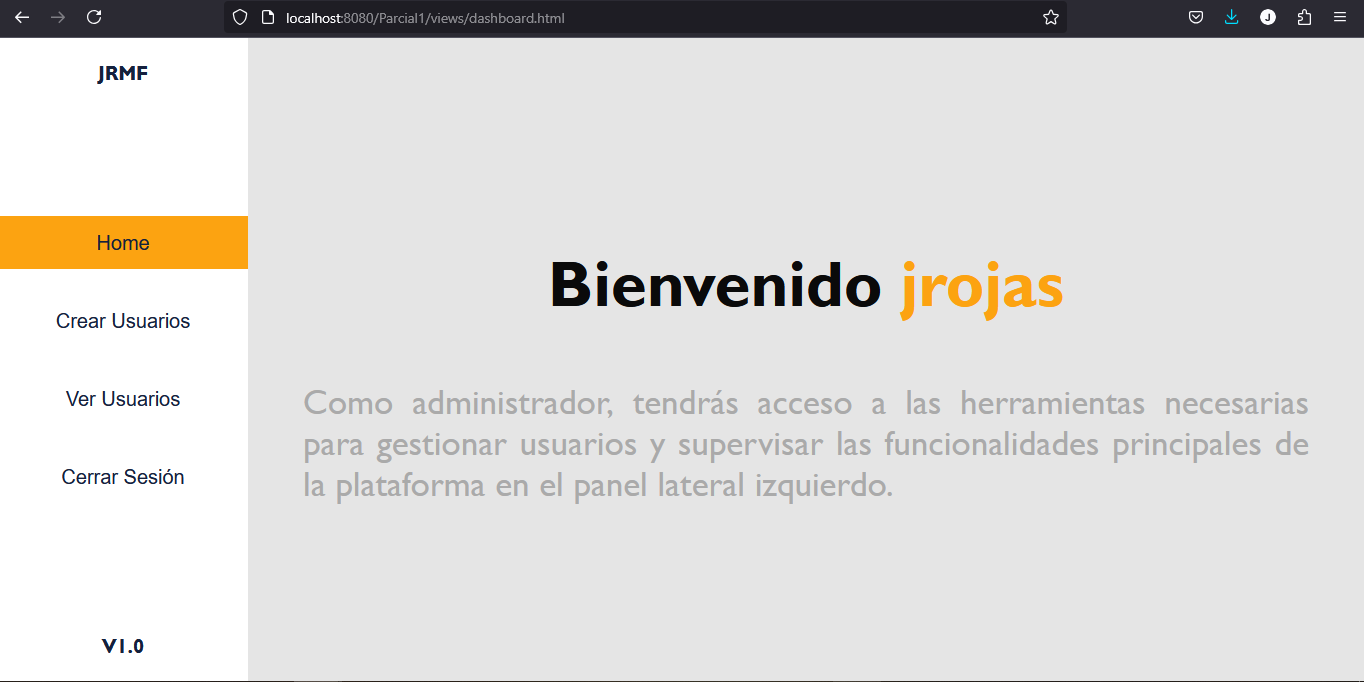 localhost:8080/Parcial1/views/dashboard.html
J
JRMF
Home
Crear Usuarios
Ver Usuarios
Cerrar Sesión
V1.0
Bienvenido jrojas
Como administrador, tendrás acceso a las herramientas necesarias
para gestionar usuarios y supervisar las funcionalidades principales de
la plataforma en el panel lateral izquierdo.